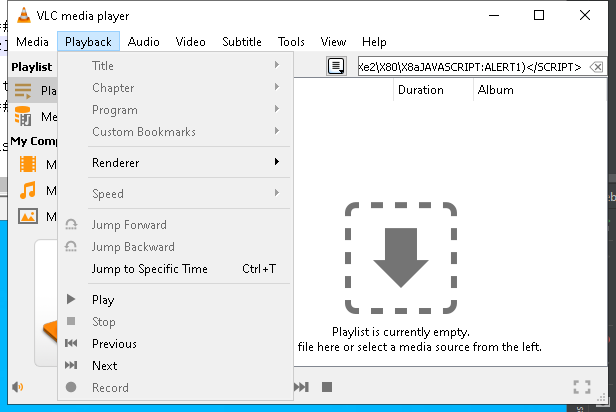 VLC media player
Media Playback Audio Video Subtitle Tools View Help
Playlist
Pla
Me
My Comp
M
M
M
Title
Chapter
Program
Custom Bookmarks
Renderer
Speed
Jump Forward
Jump Backward
Jump to Specific Time Ctrl+T
Play
Stop
Previous
Next
Record
Xe2\X80\X8aJAVASCRIPT:ALERT1)</SCRIPT>
Duration Album
Playlist is currently empty.
file here or select a media source from the left.